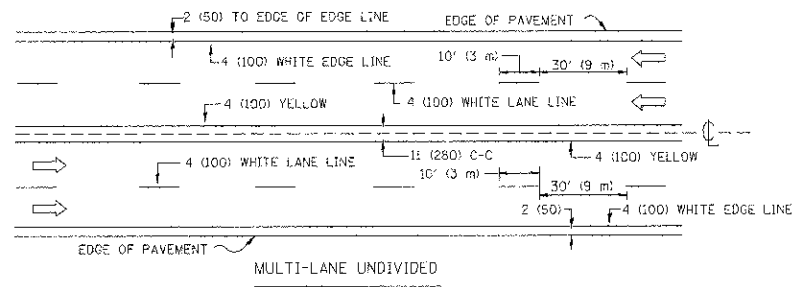 2 (50) TO EDGE OF EDGE LINE
EDGE OF PAVEMENT
4 (100) WHITE EDGE LINE
10' (3 m)
30' (9 m)
4 (100) YELLOW
4 (100) WHITE LANE LINE
4 (100) WHITE LANE LINE
11 (280) C-C
4 (100) YELLOW
10' (3 m)
30' (9 m)
2 (50)
4 (100) WHITE EDGE LINE
EDGE OF PAVEMENT
MULTI-LANE UNDIVIDED